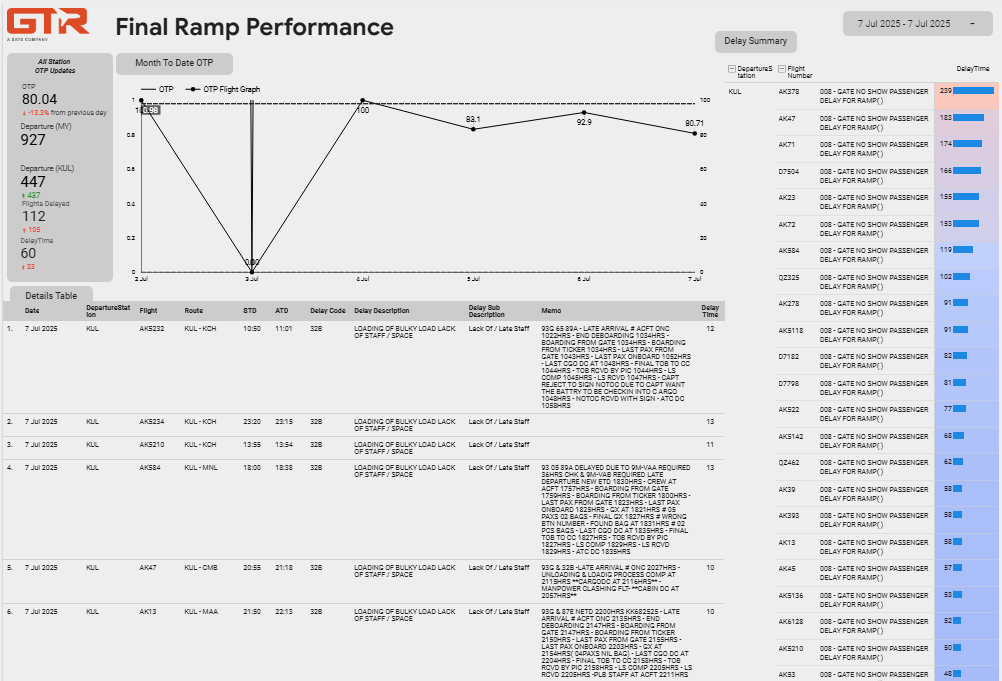 GTR
A GATE COMPANY
Final Ramp Performance
7 Jul 2025 - 7 Jul 2025
All Station
OTP Updates
OTP
80.04
-13.3% from previous day
Departure (MY)
927
Departure (KUL)
447
437
Flights Delayed
112
105
DelayTime
60
33
Month To Date OTP
OTP
OTP Flight Graph
1
0.8
0.6
0.4
0.2
0
100
80
60
40
20
0
0.98
0.00
100
83.1
92.9
80.71
2 Jul
3 Jul
4 Jul
5 Jul
6 Jul
7 Jul
Delay Summary
DepartureS
tation
Flight
Number
DelayTime
KUL
AK378 008 - GATE NO SHOW PASSENGER 239
DELAY FOR RAMP( )
AK47 008 - GATE NO SHOW PASSENGER 183
DELAY FOR RAMP( )
AK71 008 - GATE NO SHOW PASSENGER 174
DELAY FOR RAMP( )
D7504 008 - GATE NO SHOW PASSENGER 166
DELAY FOR RAMP( )
AK23 008 - GATE NO SHOW PASSENGER 155
DELAY FOR RAMP( )
AK72 008 - GATE NO SHOW PASSENGER 153
DELAY FOR RAMP( )
AK584 008 - GATE NO SHOW PASSENGER 119
DELAY FOR RAMP( )
QZ325 008 - GATE NO SHOW PASSENGER 102
DELAY FOR RAMP( )
AK278 008 - GATE NO SHOW PASSENGER 91
DELAY FOR RAMP( )
AK5118 008 - GATE NO SHOW PASSENGER 91
DELAY FOR RAMP( )
D7182 008 - GATE NO SHOW PASSENGER 82
DELAY FOR RAMP( )
D7798 008 - GATE NO SHOW PASSENGER 81
DELAY FOR RAMP( )
AK522 008 - GATE NO SHOW PASSENGER 77
DELAY FOR RAMP( )
AK5142 008 - GATE NO SHOW PASSENGER 68
DELAY FOR RAMP( )
QZ462 008 - GATE NO SHOW PASSENGER 62
DELAY FOR RAMP( )
AK39 008 - GATE NO SHOW PASSENGER 58
DELAY FOR RAMP( )
AK393 008 - GATE NO SHOW PASSENGER 58
DELAY FOR RAMP( )
AK13 008 - GATE NO SHOW PASSENGER 58
DELAY FOR RAMP( )
AK45 008 - GATE NO SHOW PASSENGER 57
DELAY FOR RAMP( )
AK5136 008 - GATE NO SHOW PASSENGER 53
DELAY FOR RAMP( )
AK6128 008 - GATE NO SHOW PASSENGER 52
DELAY FOR RAMP( )
AK5210 008 - GATE NO SHOW PASSENGER 50
DELAY FOR RAMP( )
AK53 008 - GATE NO SHOW PASSENGER 48
Details Table
Date DepartureStat Flight Route STD ATD Delay Code Delay Description Delay Sub Memo Delay
ion Description Time
1. 7 Jul 2025 KUL AK5232 KUL - KCH 10:50 11:01 32B LOADING OF BULKY LOAD LACK Lack Of / Late Staff 93G 65 89A - LATE ARRIVAL # ACFT ONC 12
OF STAFF / SPACE 1022HRS - END DEBOARDING 1034HRS -
BOARDING FROM GATE 1034HRS -
BOARDING FROM TICKER 1034HRS - LAST PAX FROM
GATE 1043HRS - LAST PAX ONBOARD 1052HRS
- LAST CGO DC AT 1048HRS - FINAL TOB TO CC
1044HRS - TOB RCVD BY PIC 1044HRS - LS
COMP 1045HRS - LS RCVD 1047HRS - CAPT
REJECT TO SIGN NOTOC DUE TO CAPT WANT
THE BATTRY TO BE CHECKIN INTO C ARGO
1048HRS - NOTOC RCVD WITH SIGN - ATC DC
1058HRS
2. 7 Jul 2025 KUL AK5234 KUL - KCH 23:20 23:15 32B LOADING OF BULKY LOAD LACK Lack Of / Late Staff 13
OF STAFF / SPACE
3. 7 Jul 2025 KUL AK5210 KUL - KCH 13:55 13:54 32B LOADING OF BULKY LOAD LACK Lack Of / Late Staff 11
OF STAFF / SPACE
4. 7 Jul 2025 KUL AK584 KUL - MNL 18:00 18:38 32B LOADING OF BULKY LOAD LACK Lack Of / Late Staff 93 05 89A DELAYED DUE TO 9M-VAA REQUIRED 13
OF STAFF / SPACE 36HRS CHK & 9M-VAB REQUIRED LATE
DEPARTURE NEW ETD 1830HRS - CREW AT
ACFT 1757HRS - BOARDING FROM GATE
1759HRS - BOARDING FROM TICKER 1800HRS -
LAST PAX FROM GATE 1823HRS - LAST PAX
ONBOARD 1825HRS - GX AT 1821HRS # 05
PAXS 02 BAGS - FINAL GX 1827HRS # WRONG
BTN NUMBER - FOUND BAG AT 1831HRS # 02
PCS BAGS - LAST CGO DC AT 1835HRS - FINAL
TOB TO CC 1827HRS - TOB RCVD BY PIC
1827HRS - LS COMP 1829HRS - LS RCVD
1829HRS - ATC DC 1835HRS
5. 7 Jul 2025 KUL AK47 KUL - CMB 20:55 21:18 32B LOADING OF BULKY LOAD LACK Lack Of / Late Staff 93G & 32B -LATE ARRIVAL # ONC 2027HRS - 10
OF STAFF / SPACE UNLOADING & LOADIG PROCESS COMP AT
2115HRS **CARGODC AT 2116HRS** -
MANPOWER CLASHING FLT- **CABIN DC AT
2057HRS**
6. 7 Jul 2025 KUL AK13 KUL - MAA 21:50 22:13 32B LOADING OF BULKY LOAD LACK Lack Of / Late Staff 93G & 87E NETD 2200HRS KK682525 - LATE 10
OF STAFF / SPACE ARRIVAL # ACFT ONC 2135HRS - END
DEBOARDING 2147HRS - BOARDING FROM
GATE 2147HRS - BOARDING FROM TICKER
2150HRS - LAST PAX FROM GATE 2155HRS -
LAST PAX ONBOARD 2203HRS - GX AT
2154HRS( 04PAXS NIL BAG) - LAST CGO DC AT
2204HRS - FINAL TOB TO CC 2158HRS - TOB
RCVD BY PIC 2158HRS - LS COMP 2205HRS - LS
RCVD 2205HRS -PLB STAFF AT ACFT 2211HRS